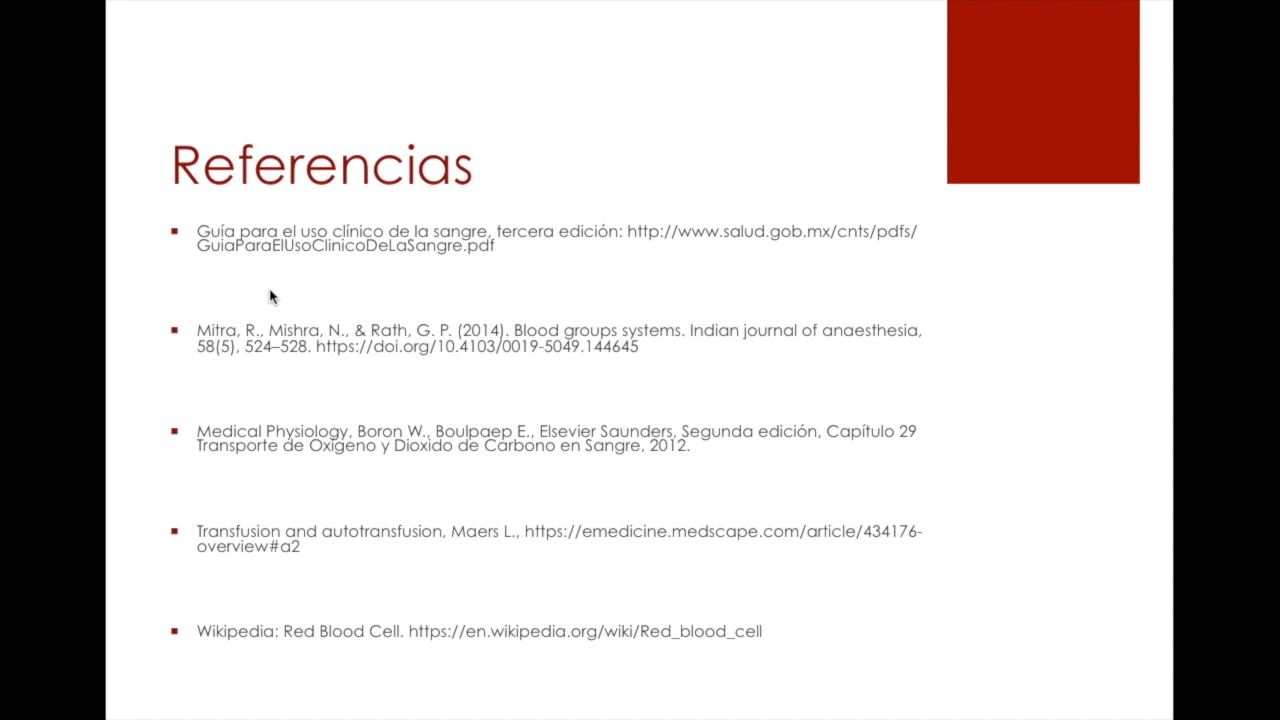 Referencias
Guía para el uso clínico de la sangre, tercera edición: http://www.salud.gob.mx/cnts/pdfs/
GuiaParaElUsoClinicoDeLaSangre.pdf
Mitra, R., Mishra, N., & Rath, G. P. (2014). Blood groups systems. Indian journal of anaesthesia,
58(5), 524–528. https://doi.org/10.4103/0019-5049.144645
Medical Physiology, Boron W., Boulpaep E., Elsevier Saunders, Segunda edición, Capítulo 29
Transporte de Oxígeno y Dioxido de Carbono en Sangre, 2012.
Transfusion and autotransfusion, Maers L., https://emedicine.medscape.com/article/434176-
overview#a2
Wikipedia: Red Blood Cell. https://en.wikipedia.org/wiki/Red_blood_cell